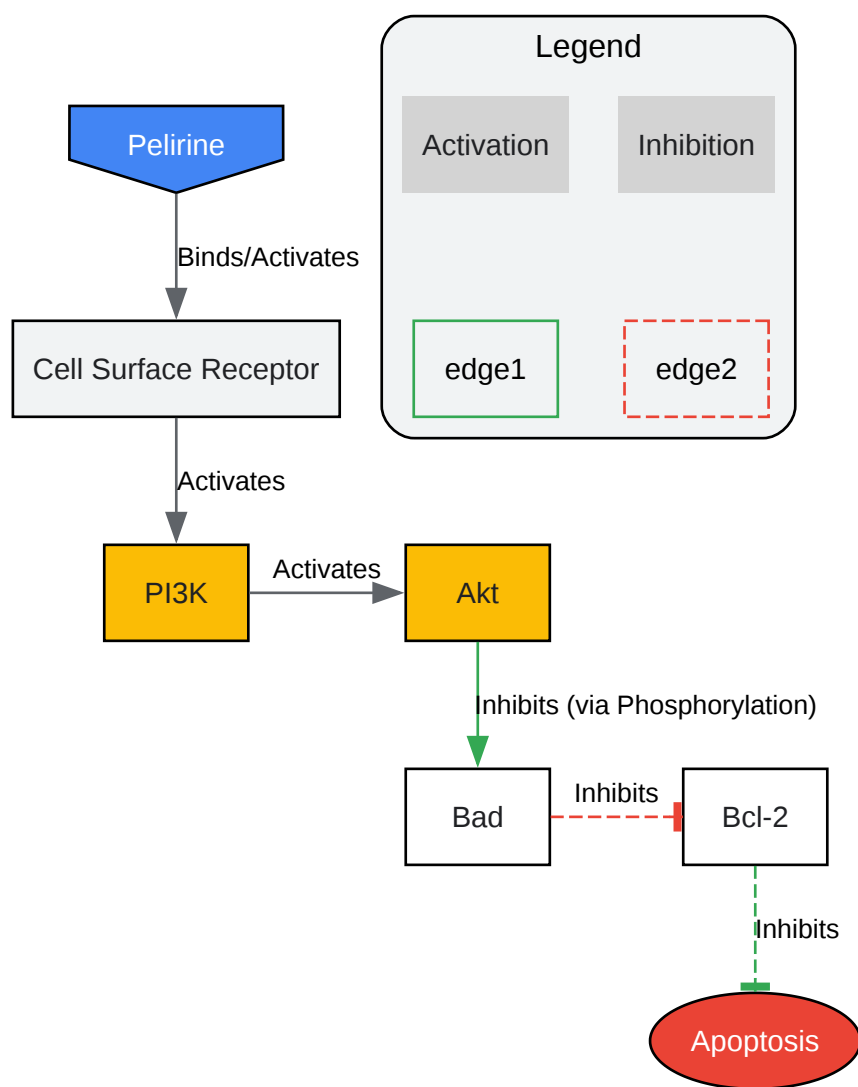 Legend
Activation
Inhibition
edge1
edge2
Pelirine
Binds/Activates
Cell Surface Receptor
Activates
PI3K
Activates
Akt
Inhibits (via Phosphorylation)
Bad
Inhibits
Bcl-2
Inhibits
Apoptosis